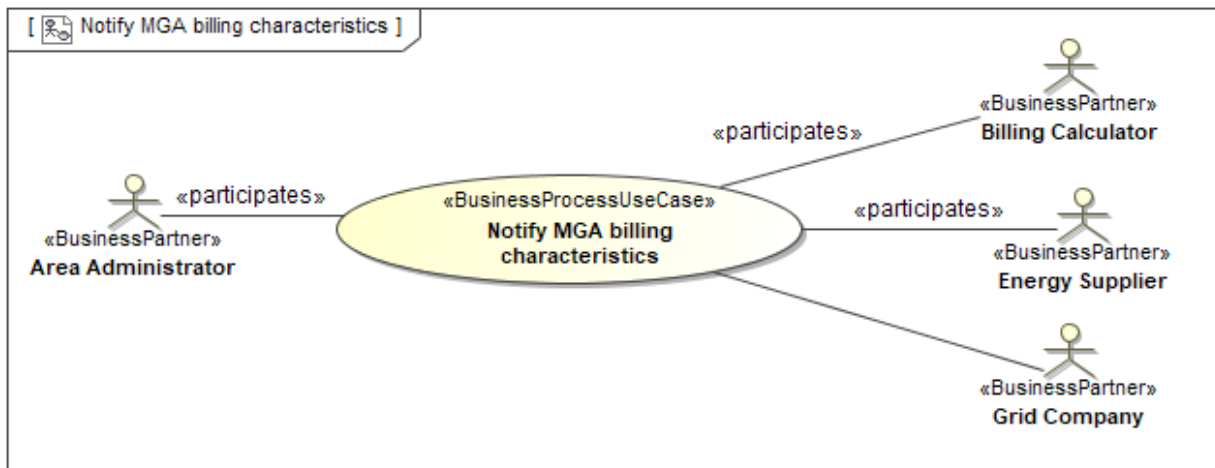 [ Notify MGA billing characteristics ]
«BusinessPartner»
Billing Calculator
«participates»
«participates»
«BusinessPartner»
Area Administrator
«BusinessProcessUseCase»
Notify MGA billing
characteristics
«participates»
«BusinessPartner»
Energy Supplier
«BusinessPartner»
Grid Company